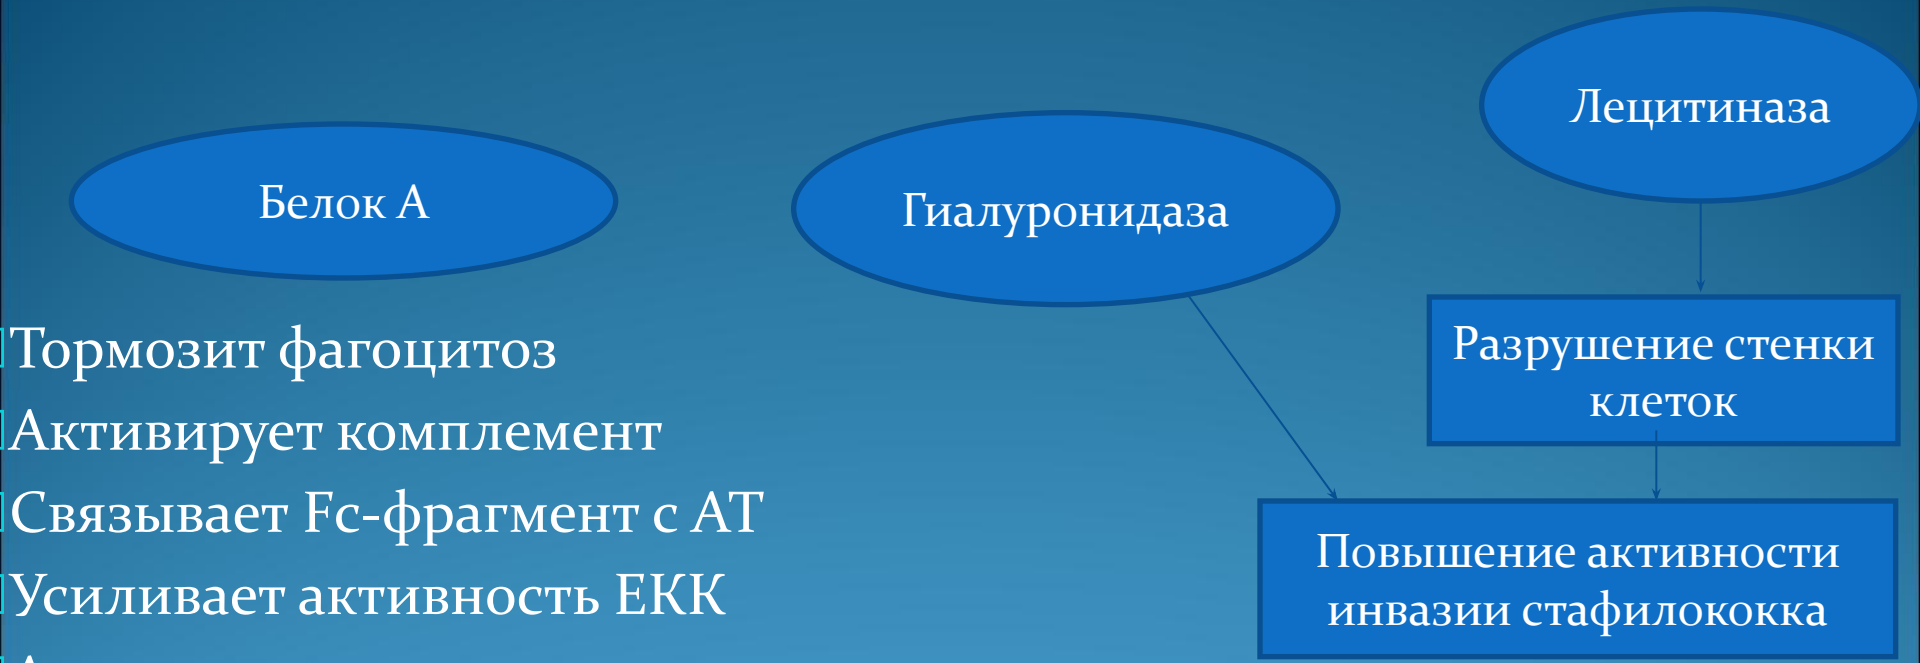 Лецитиназа
Белок А
Гиалуронидаза
Тормозит фагоцитоз
Активирует комплемент
Связывает Fc-фрагмент с АТ
Усиливает активность ЕКК
Разрушение стенки
клеток
Повышение активности
инвазии стафилококка